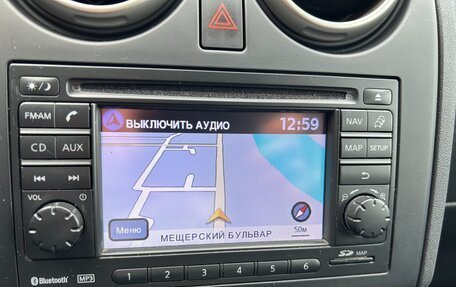 FM·AM
CD AUX
VOL
ВЫКЛЮЧИТЬ АУДИО 12:59
Меню
МЕЩЕРСКИЙ БУЛЬВАР
50м
NAV
MAP SETUP
SD MAP
Bluetooth MP3
1 2 3 4 5 6